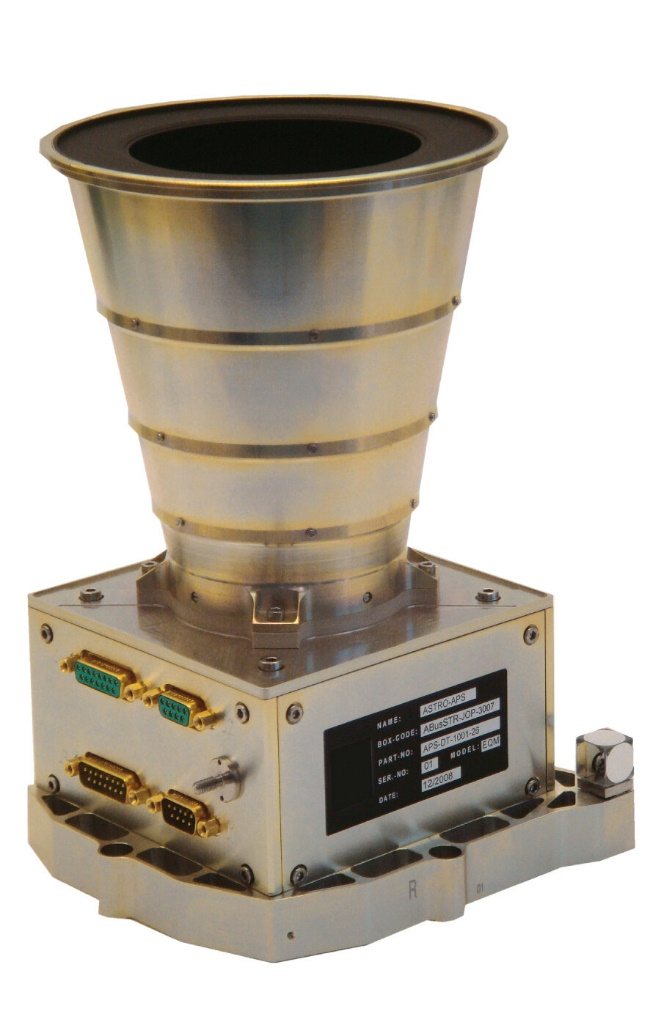 NAME: ASTRO-APS
BOX-CODE: ABusSTR-JOP-3007
PART-NO: APS-DT-1001-26
SER.-NO: 01 MODEL: EQM
DATE: 12/2008
R
01